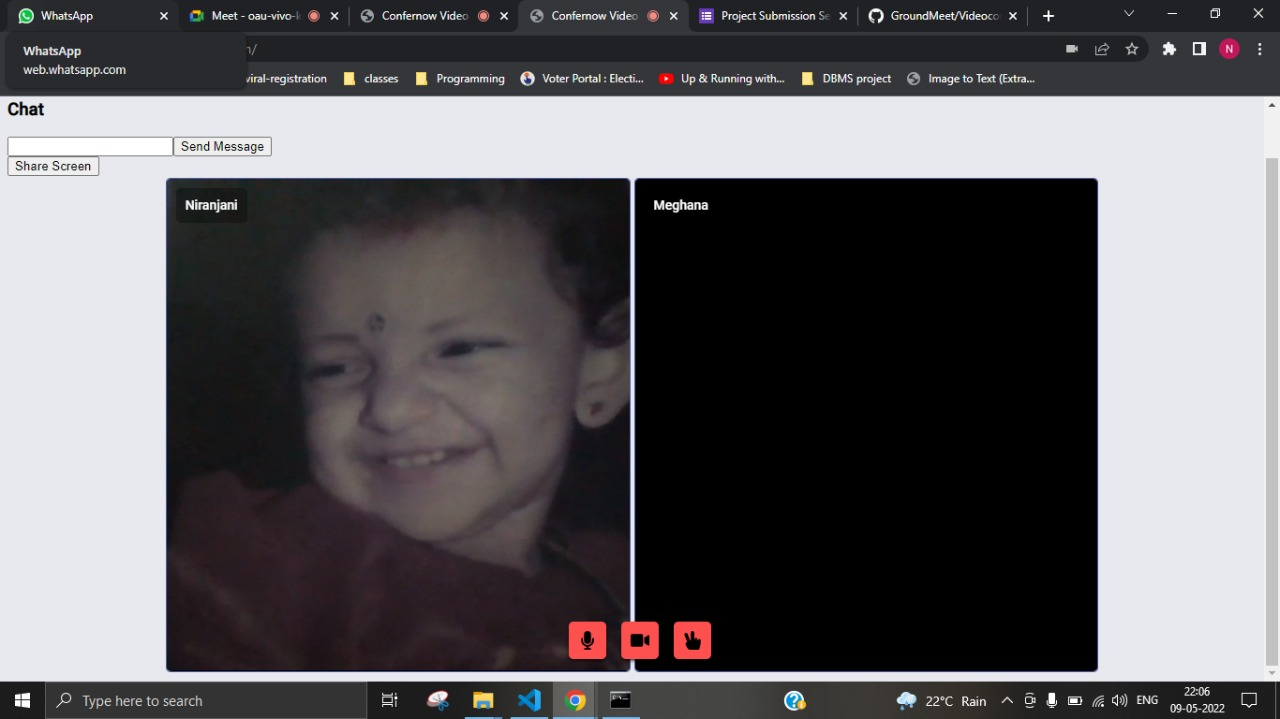 WhatsApp
Meet - oau-vivo-k
Confernow Video
Confernow Video
Project Submission Se
GroundMeet/Videoco
WhatsApp
web.whatsapp.com
n/
N
viral-registration
classes
Programming
Voter Portal : Electi...
Up & Running with...
DBMS project
Image to Text (Extra...
Chat
Send Message
Share Screen
Niranjani
Meghana
Type here to search
22°C Rain
ENG
22:06
09-05-2022